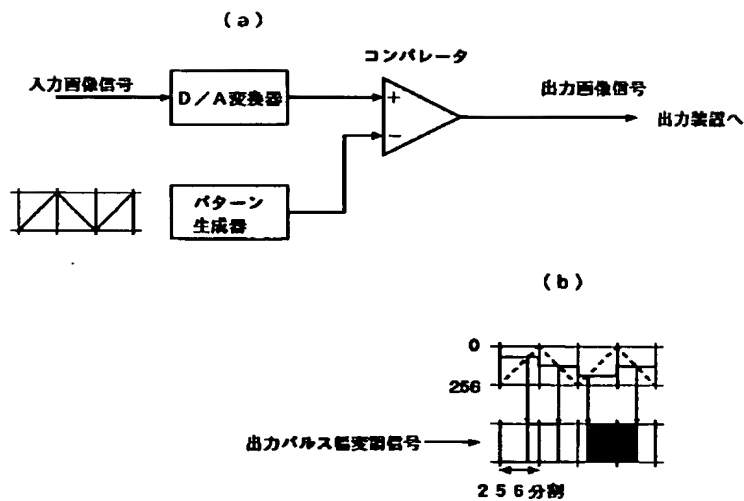 (a)
コンパレータ
入力画像信号
D/A変換器
+
出力画像信号
出力装置へ
−
パターン
生成器
(b)
0
256
出力パルス幅変調信号
256分割